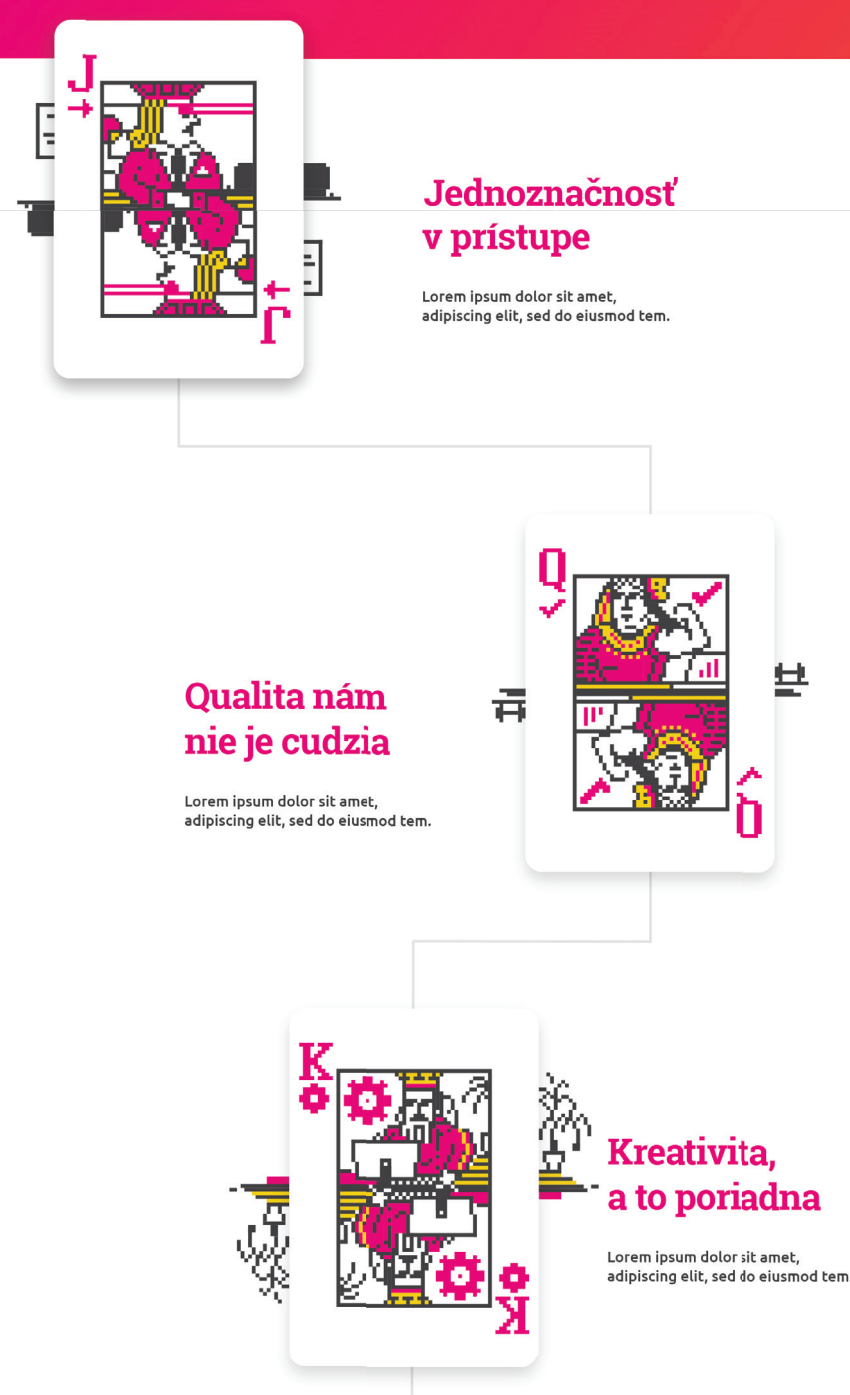 J
Jednoznačnosť
v prístupe
Lorem ipsum dolor sit amet,
adipiscing elit, sed do eiusmod tem.
J
Q
Qualita nám
nie je cudzia
Lorem ipsum dolor sit amet,
adipiscing elit, sed do eiusmod tem.
Q
K
Kreativita,
a to poriadna
Lorem ipsum dolor sit amet,
adipiscing elit, sed do eiusmod tem
K